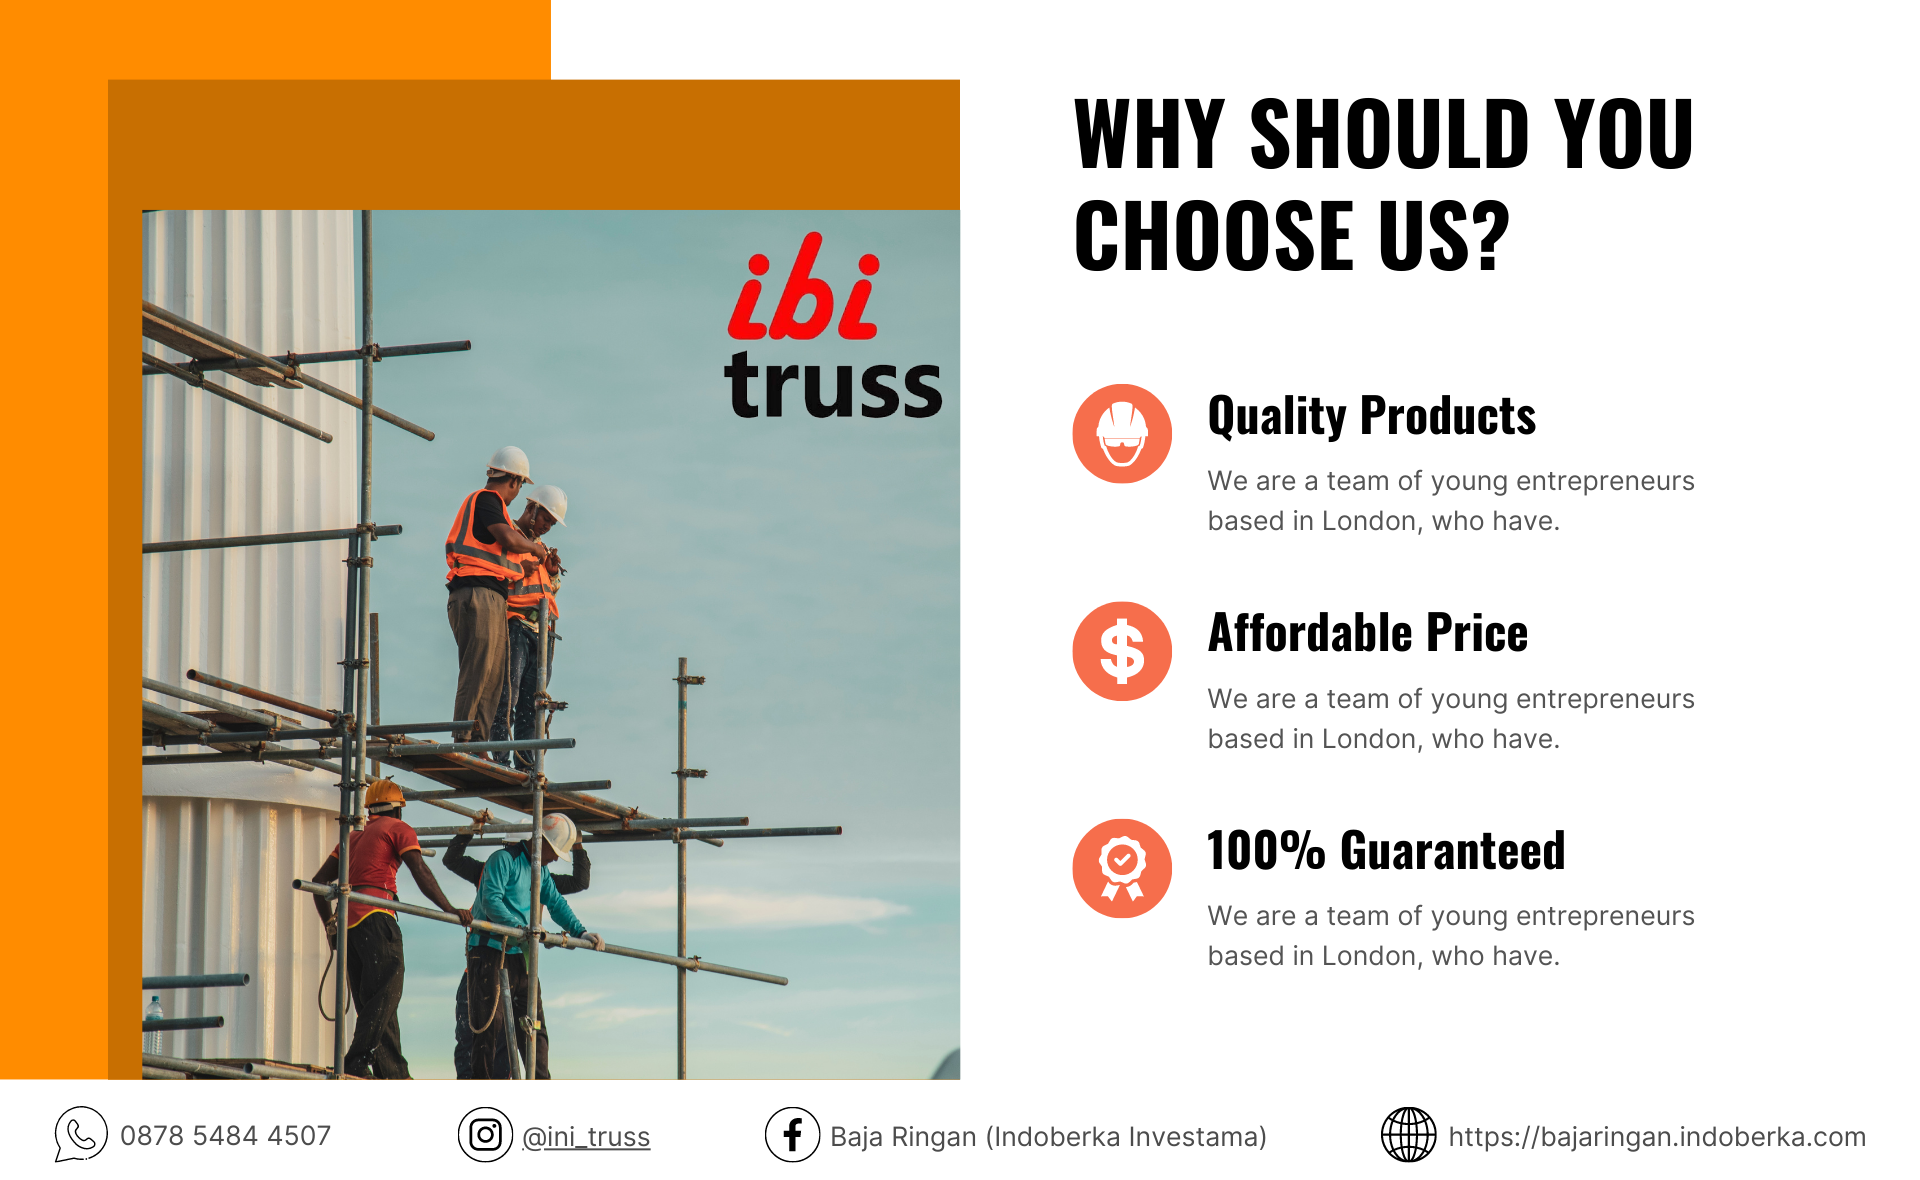 ibi
truss
WHY SHOULD YOU
CHOOSE US?
Quality Products
We are a team of young entrepreneurs
based in London, who have.
Affordable Price
We are a team of young entrepreneurs
based in London, who have.
100% Guaranteed
We are a team of young entrepreneurs
based in London, who have.
0878 5484 4507
@ini_truss
Baja Ringan (Indoberka Investama)
https://bajaringan.indoberka.com